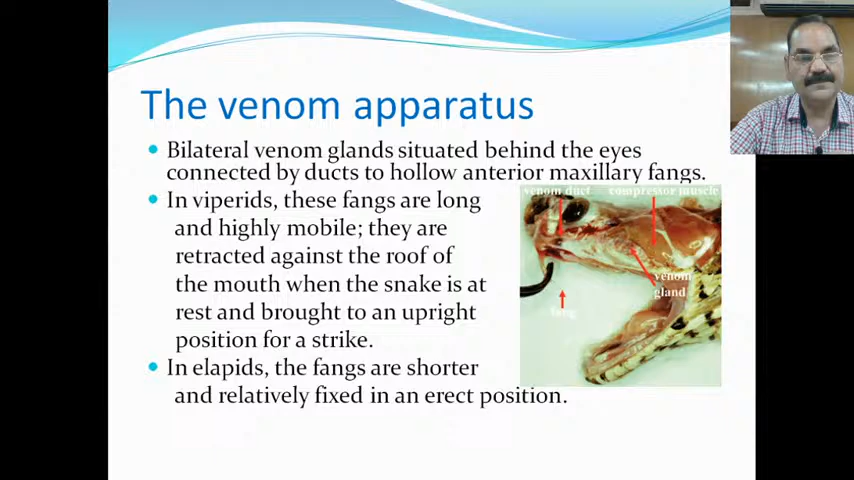 The venom apparatus
• Bilateral venom glands situated behind the eyes
connected by ducts to hollow anterior maxillary fangs.
• In viperids, these fangs are long
and highly mobile; they are
retracted against the roof of
the mouth when the snake is at
rest and brought to an upright
position for a strike.
• In elapids, the fangs are shorter
and relatively fixed in an erect position.
venom duct
compressor muscle
venom
gland
fang